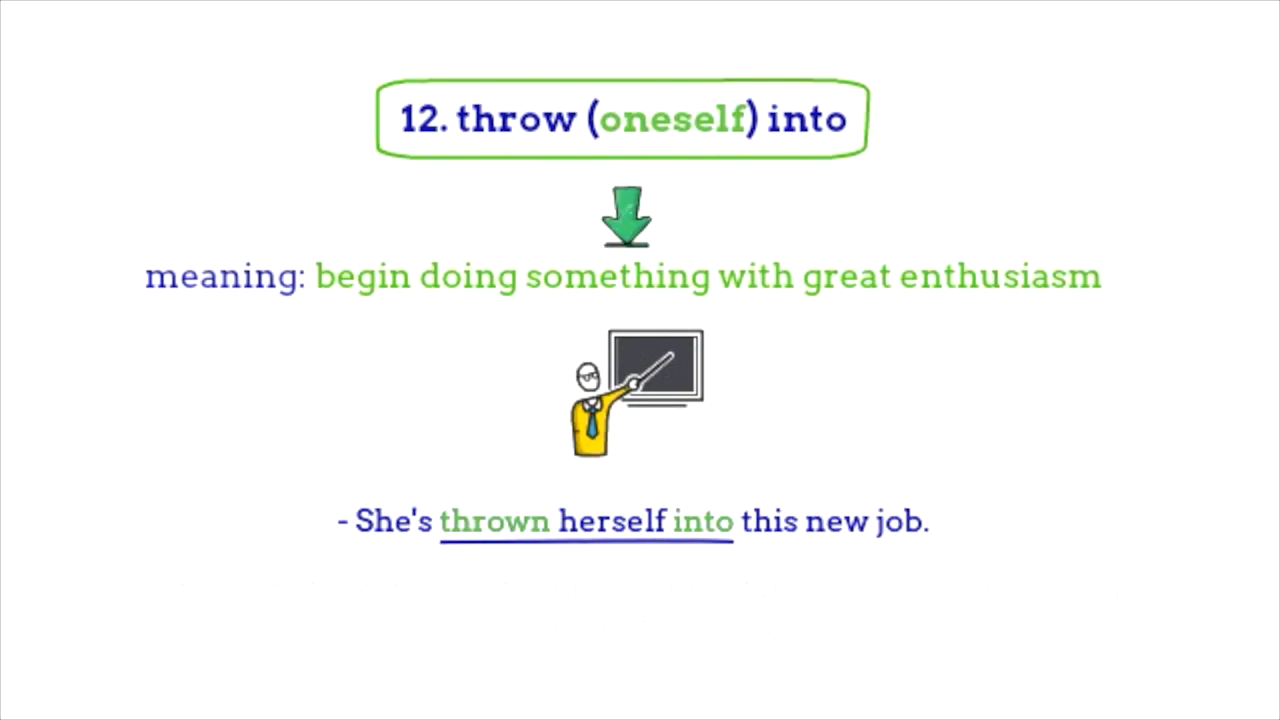 12. throw (oneself) into
meaning: begin doing something with great enthusiasm
- She's thrown herself into this new job.